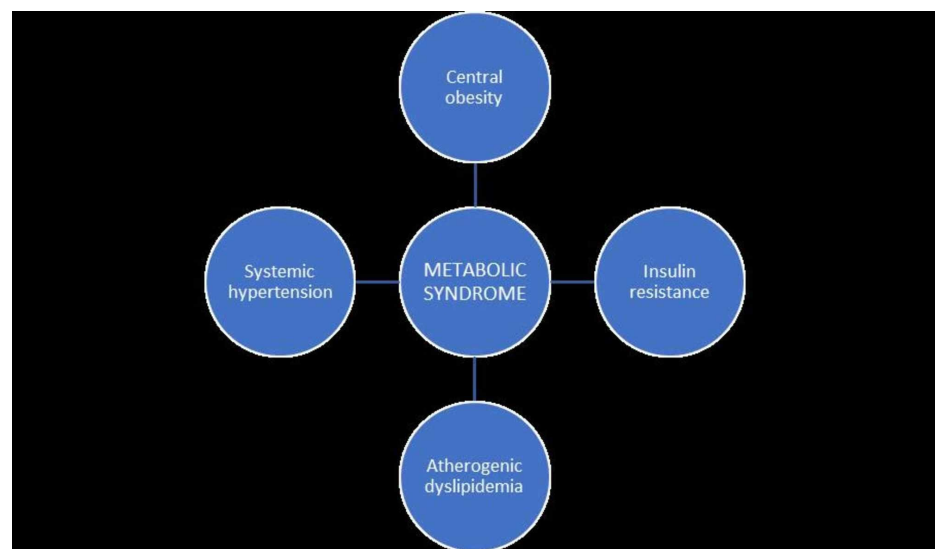 Central
obesity
Systemic
hypertension
METABOLIC
SYNDROME
Insulin
resistance
Atherogenic
dyslipidemia